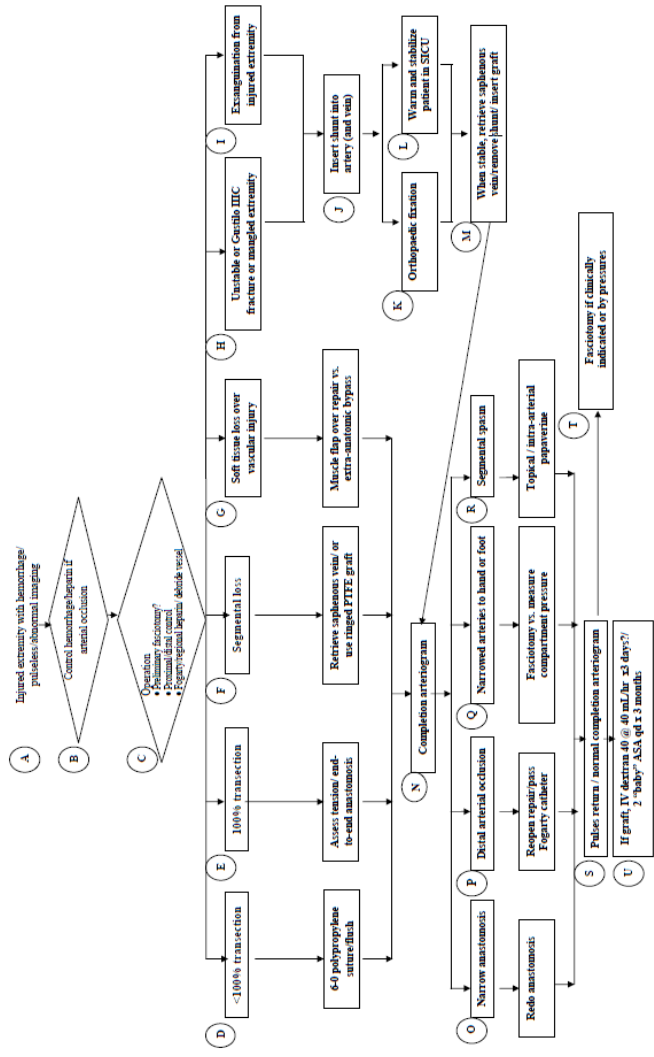 A
Injured extremity with hemorrhage/
pulseless/abnormal imaging
B
Control hemorrhage/heparin if
arterial occlusion
C
Operation
• Preliminary fasciotomy?
• Proximal/distal control
• Fogarty/regional heparin/ debride vessel
D
<100% transection
6-0 polypropylene
suture/flush
E
100% transection
Assess tension/ end-
to-end anastomosis
F
Segmental loss
Retrieve saphenous vein/ or
use ringed PTFE graft
G
Soft tissue loss over
vascular injury
Muscle flap over repair vs.
extra-anatomic bypass
H
Unstable or Gustilo IIIC
fracture or mangled extremity
I
Exsanguination from
injured extremity
J
Insert shunt into
artery (and vein)
K
Orthopaedic fixation
L
Warm and stabilize
patient in SICU
M
When stable, retrieve saphenous
vein/remove shunt/ insert graft
N
Completion arteriogram
O
Narrow anastomosis
Redo anastomosis
P
Distal arterial occlusion
Reopen repair/pass
Fogarty catheter
Q
Narrowed arteries to hand or foot
Fasciotomy vs. measure
compartment pressure
R
Segmental spasm
Topical / intra-arterial
papaverine
S
Pulses return / normal completion arteriogram
T
Fasciotomy if clinically
indicated or by pressures
U
If graft, IV dextran 40 @ 40 mL/hr x3 days?/
2 “baby” ASA qd x 3 months